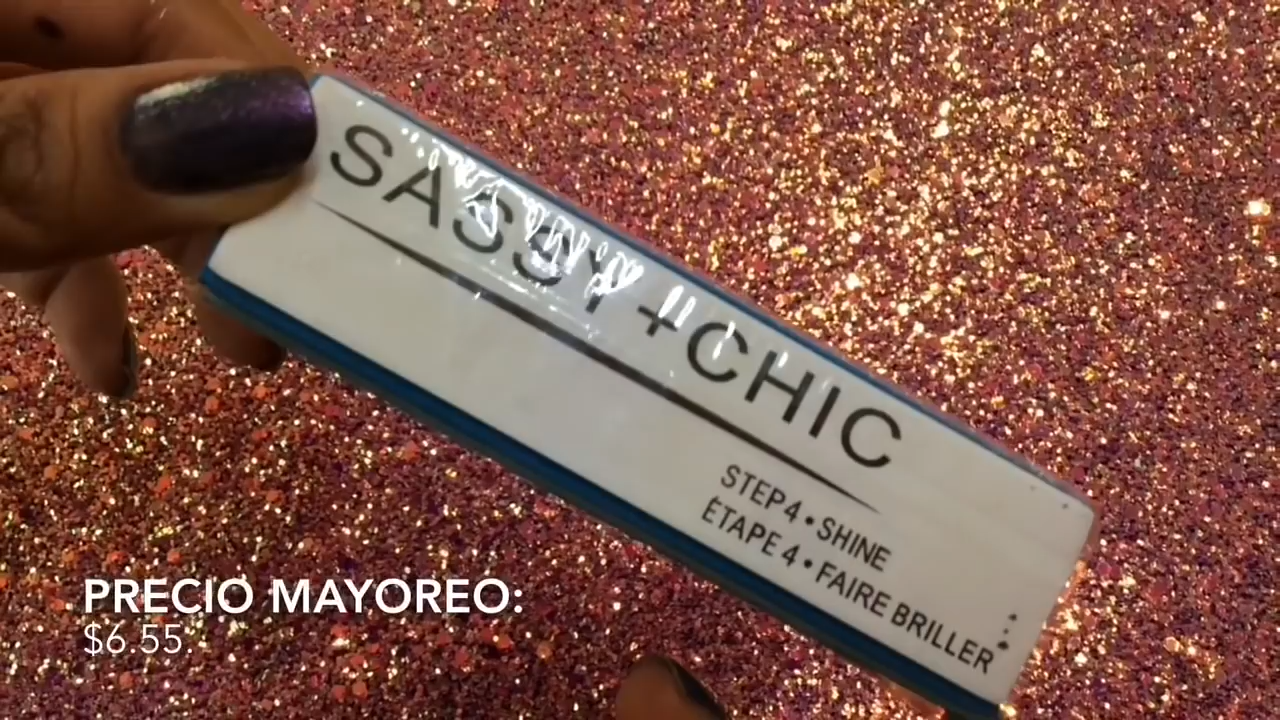 SASSY+CHIC
STEP 4 • SHINE
ÉTAPE 4 • FAIRE BRILLER
PRECIO MAYOREO:
$6.55.